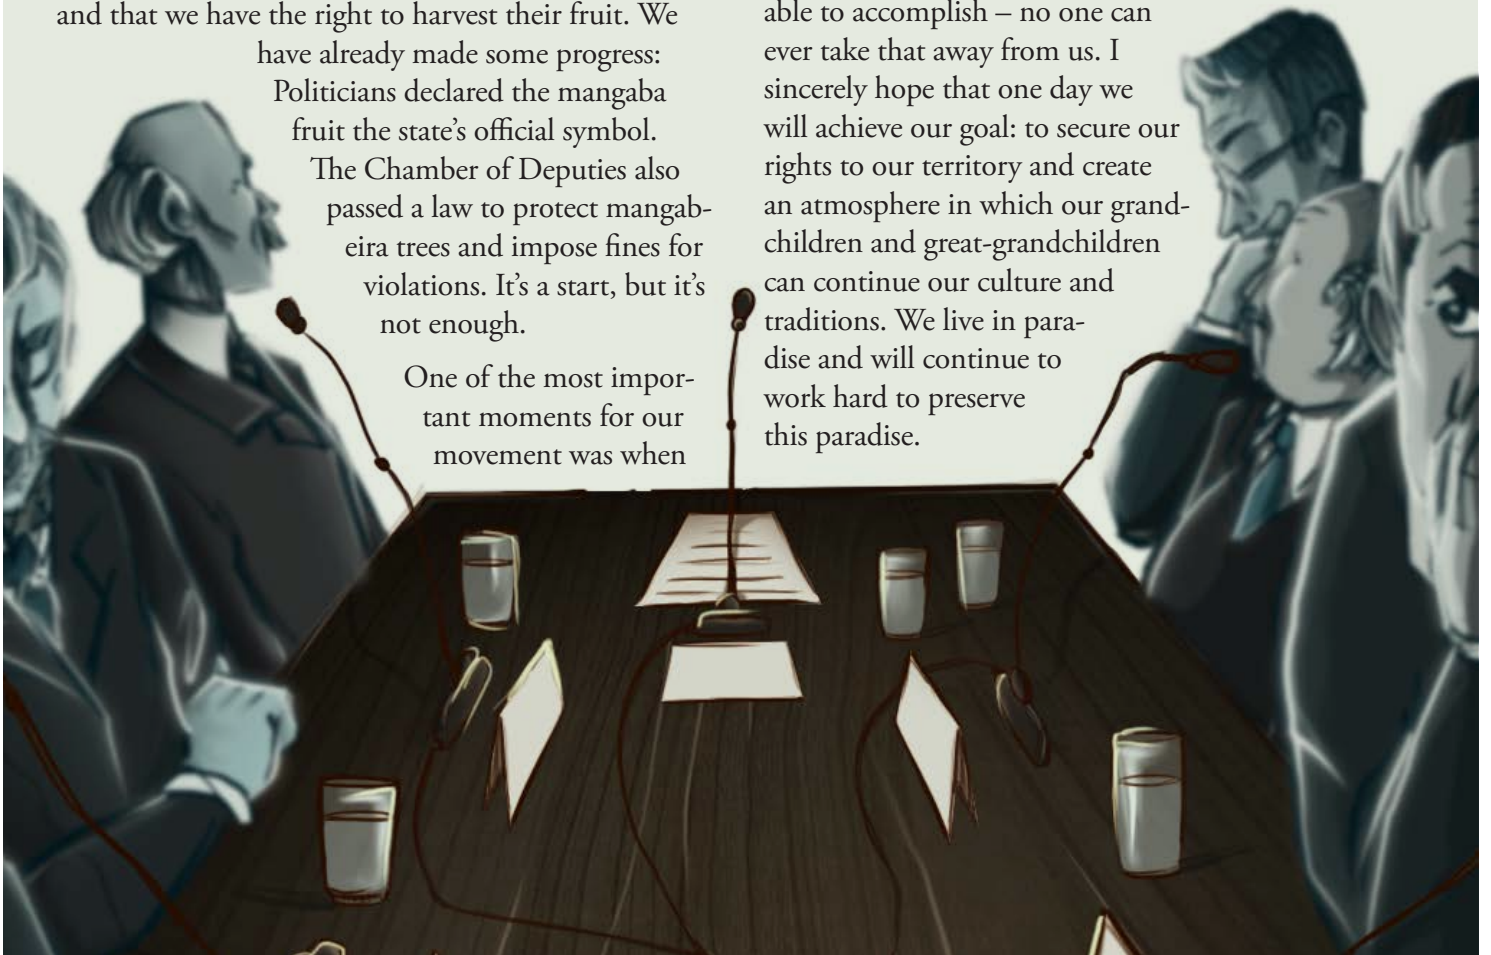 and that we have the right to harvest their fruit. We
have already made some progress:
Politicians declared the mangaba
fruit the state’s official symbol.
The Chamber of Deputies also
passed a law to protect mangab-
eira trees and impose fines for
violations. It’s a start, but it’s
not enough.
One of the most impor-
tant moments for our
movement was when
able to accomplish – no one can
ever take that away from us. I
sincerely hope that one day we
will achieve our goal: to secure our
rights to our territory and create
an atmosphere in which our grand-
children and great-grandchildren
can continue our culture and
traditions. We live in para-
dise and will continue to
work hard to preserve
this paradise.